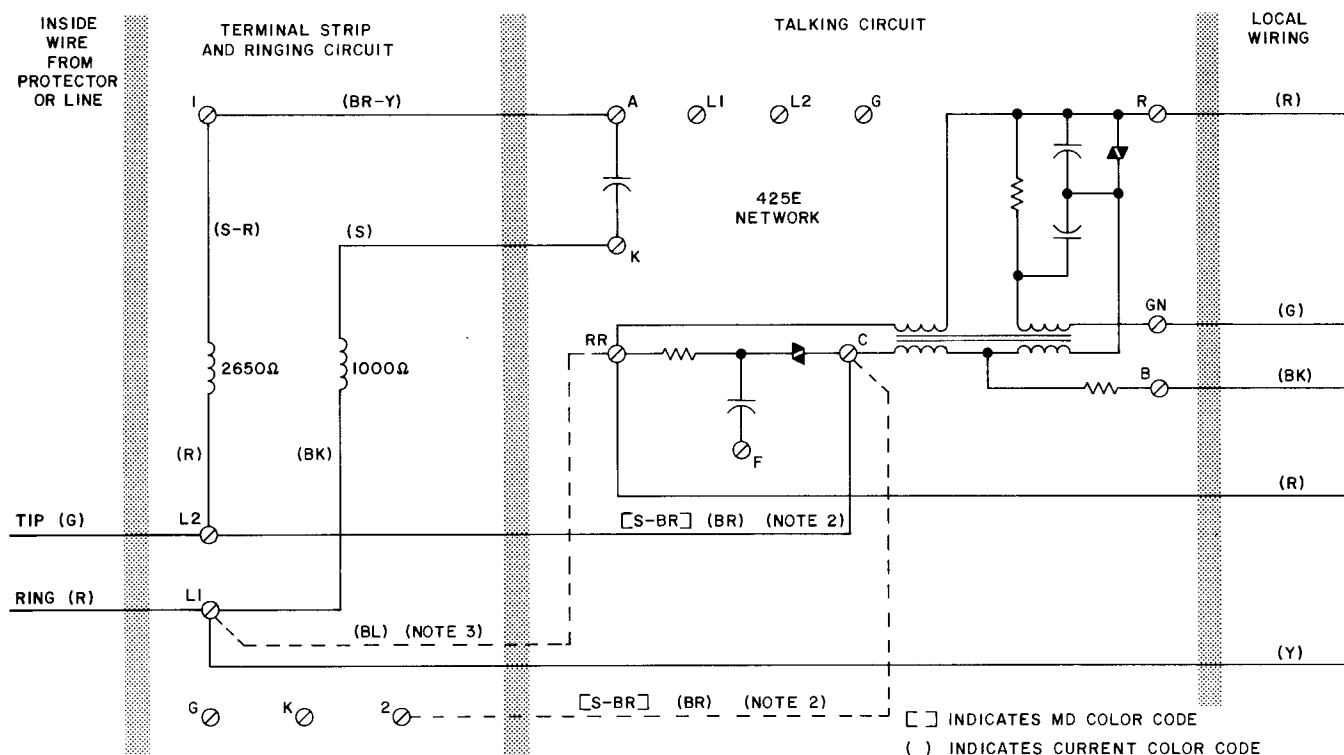 INSIDE
WIRE
FROM
PROTECTOR
OR LINE
TERMINAL STRIP
AND RINGING CIRCUIT
TALKING CIRCUIT
LOCAL
WIRING
I
(BR-Y)
A
L1
L2
G
R
(R)
425E
NETWORK
(S-R)
(S)
K
GN
(G)
RR
C
2650Ω
1000Ω
B
(BK)
F
(R)
(BK)
(R)
TIP (G)
L2
[S-BR] (BR) (NOTE 2)
RING (R)
L1
(BL) (NOTE 3)
(Y)
G
K
2
[S-BR] (BR) (NOTE 2)
[ ] INDICATES MD COLOR CODE
( ) INDICATES CURRENT COLOR CODE